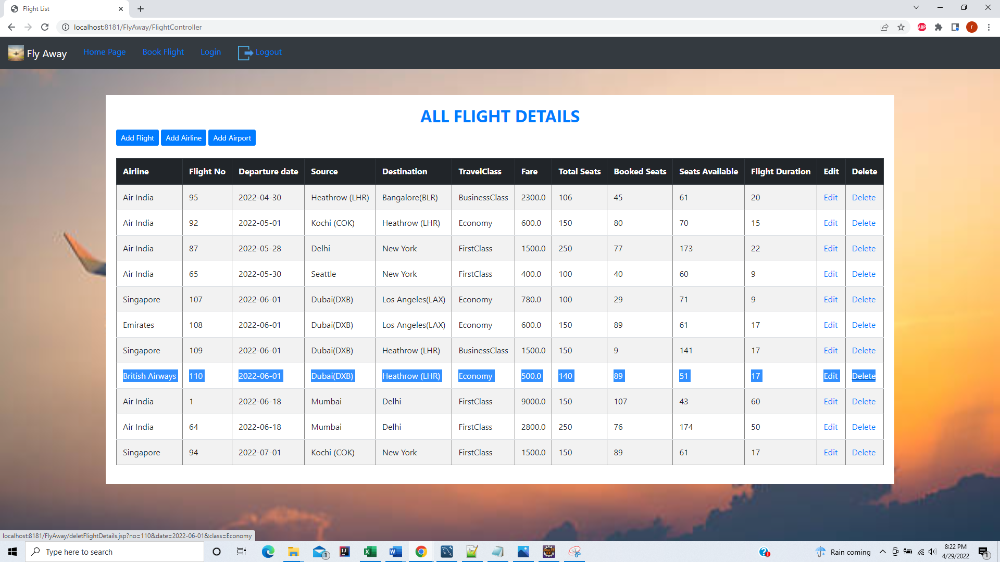 Flight List
localhost:8181/FlyAway/FlightController
ABP
r
Fly Away Home Page Book Flight Login Logout
ALL FLIGHT DETAILS
Add Flight Add Airline Add Airport
Airline Flight No Departure date Source Destination TravelClass Fare Total Seats Booked Seats Seats Available Flight Duration Edit Delete
Air India 95 2022-04-30 Heathrow (LHR) Bangalore(BLR) BusinessClass 2300.0 106 45 61 20 Edit Delete
Air India 92 2022-05-01 Kochi (COK) Heathrow (LHR) Economy 600.0 150 80 70 15 Edit Delete
Air India 87 2022-05-28 Delhi New York FirstClass 1500.0 250 77 173 22 Edit Delete
Air India 65 2022-05-30 Seattle New York FirstClass 400.0 100 40 60 9 Edit Delete
Singapore 107 2022-06-01 Dubai(DXB) Los Angeles(LAX) Economy 780.0 100 29 71 9 Edit Delete
Emirates 108 2022-06-01 Dubai(DXB) Los Angeles(LAX) Economy 600.0 150 89 61 17 Edit Delete
Singapore 109 2022-06-01 Dubai(DXB) Heathrow (LHR) BusinessClass 1500.0 150 9 141 17 Edit Delete
British Airways 110 2022-06-01 Dubai(DXB) Heathrow (LHR) Economy 500.0 140 89 51 17 Edit Delete
Air India 1 2022-06-18 Mumbai Delhi FirstClass 9000.0 150 107 43 60 Edit Delete
Air India 64 2022-06-18 Mumbai Delhi FirstClass 2800.0 250 76 174 50 Edit Delete
Singapore 94 2022-07-01 Kochi (COK) New York FirstClass 1500.0 150 89 61 17 Edit Delete
localhost:8181/FlyAway/deletFlightDetails.jsp?no=110&date=2022-06-01&class=Economy
Type here to search
1
IJ
Rain coming
8:22 PM
4/29/2022
1